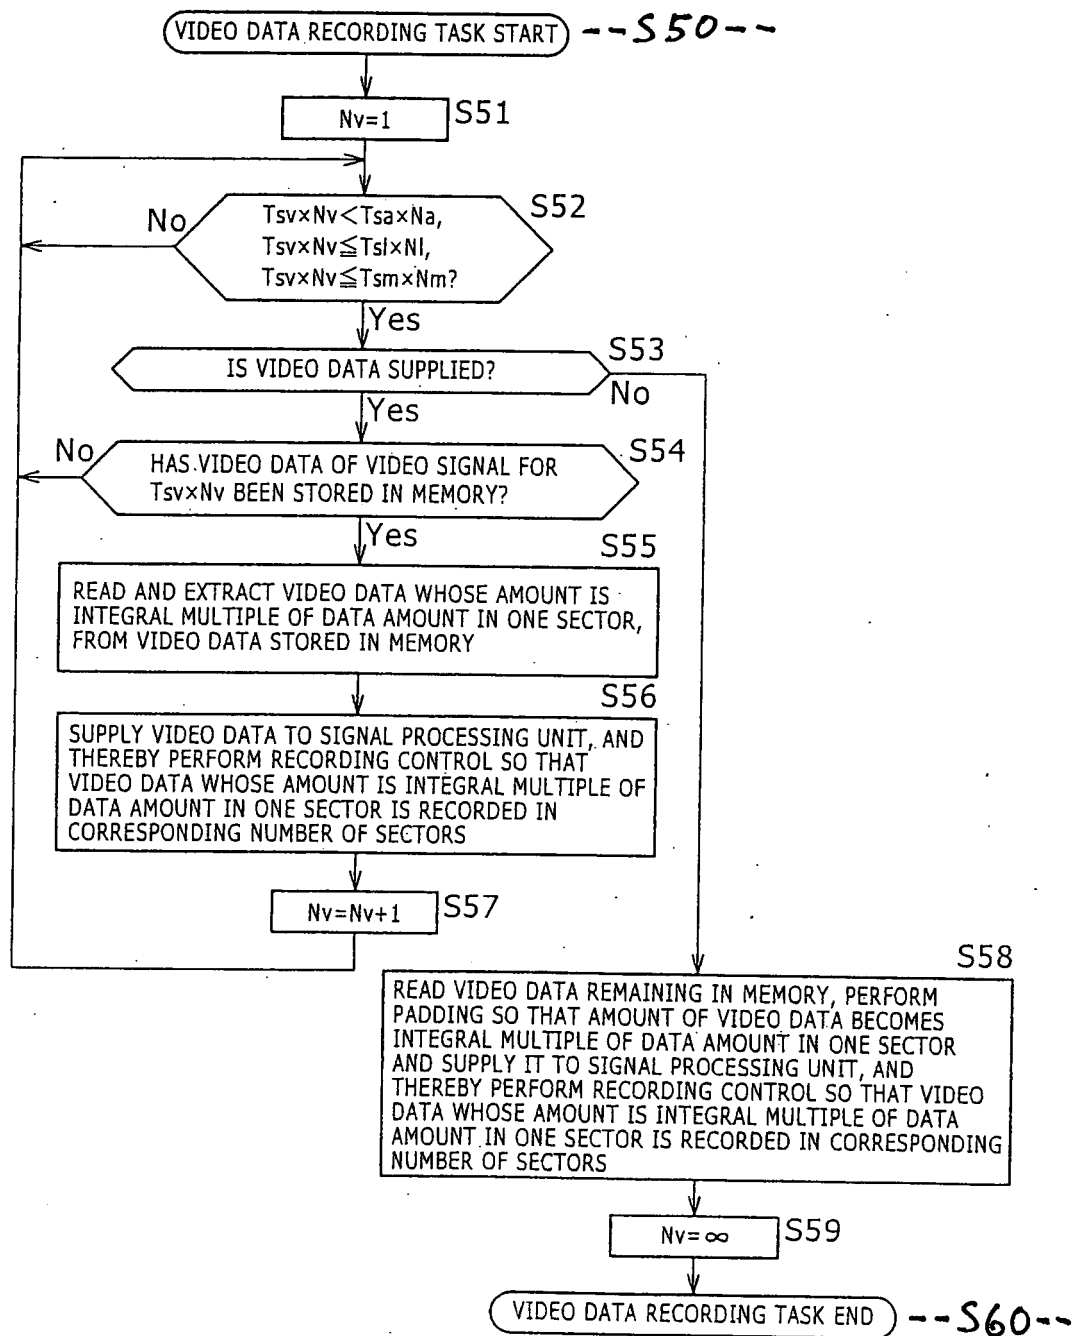 VIDEO DATA RECORDING TASK START
--S50--
Nv=1
S51
No
Tsv×Nv<Tsa×Na,
Tsv×Nv≦Tsl×Nl,
Tsv×Nv≦Tsm×Nm?
S52
Yes
IS VIDEO DATA SUPPLIED?
S53
No
Yes
No
HAS VIDEO DATA OF VIDEO SIGNAL FOR
Tsv×Nv BEEN STORED IN MEMORY?
S54
Yes
S55
READ AND EXTRACT VIDEO DATA WHOSE AMOUNT IS
INTEGRAL MULTIPLE OF DATA AMOUNT IN ONE SECTOR,
FROM VIDEO DATA STORED IN MEMORY
S56
SUPPLY VIDEO DATA TO SIGNAL PROCESSING UNIT, AND
THEREBY PERFORM RECORDING CONTROL SO THAT
VIDEO DATA WHOSE AMOUNT IS INTEGRAL MULTIPLE OF
DATA AMOUNT IN ONE SECTOR IS RECORDED IN
CORRESPONDING NUMBER OF SECTORS
Nv=Nv+1
S57
S58
READ VIDEO DATA REMAINING IN MEMORY, PERFORM
PADDING SO THAT AMOUNT OF VIDEO DATA BECOMES
INTEGRAL MULTIPLE OF DATA AMOUNT IN ONE SECTOR
AND SUPPLY IT TO SIGNAL PROCESSING UNIT, AND
THEREBY PERFORM RECORDING CONTROL SO THAT VIDEO
DATA WHOSE AMOUNT IS INTEGRAL MULTIPLE OF DATA
AMOUNT IN ONE SECTOR IS RECORDED IN CORRESPONDING
NUMBER OF SECTORS
Nv=∞
S59
VIDEO DATA RECORDING TASK END
--S60--